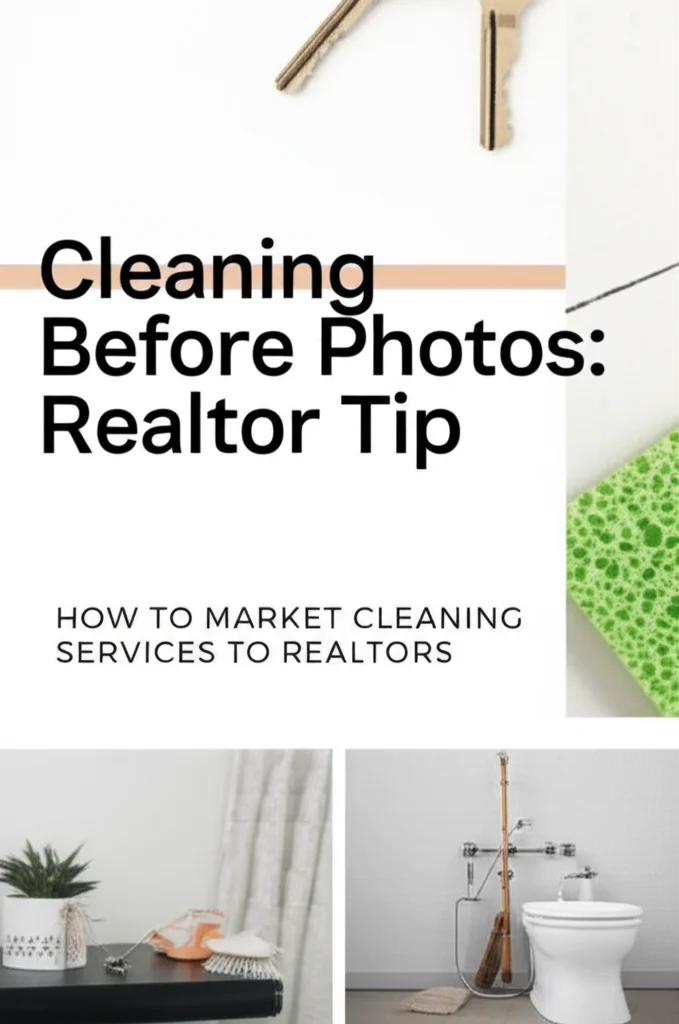 Cleaning
Before Photos:
Realtor Tip
HOW TO MARKET CLEANING
SERVICES TO REALTORS